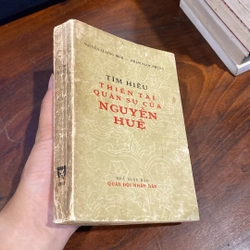 TÌM HIỂU
THIÊN TÀI
QUÂN SỰ CỦA
NGUYỄN
HUỆ
NHÀ XUẤT BẢN
QUÂN ĐỘI NHÂN DÂN